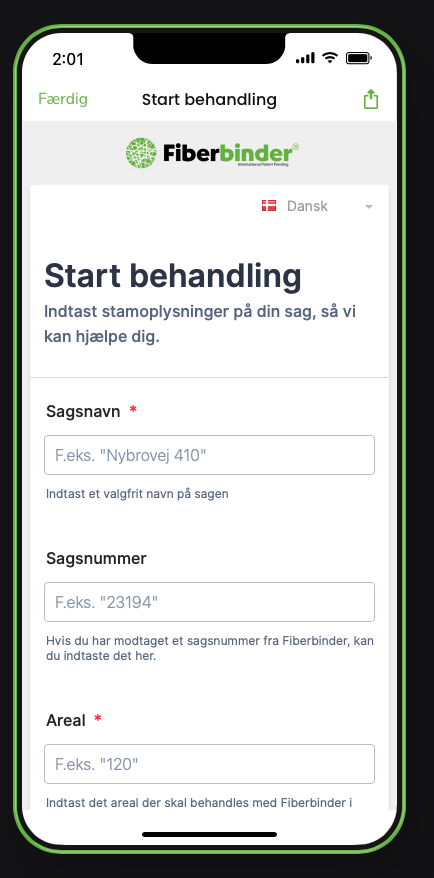 2:01
Færdig
Start behandling
Fiberbinder®
International Patent Pending
Dansk
Start behandling
Indtast stamoplysninger på din sag, så vi
kan hjælpe dig.
Sagsnavn *
F.eks. "Nybrovej 410"
Indtast et valgfrit navn på sagen
Sagsnummer
F.eks. "23194"
Hvis du har modtaget et sagsnummer fra Fiberbinder, kan
du indtaste det her.
Areal *
F.eks. "120"
Indtast det areal der skal behandles med Fiberbinder i